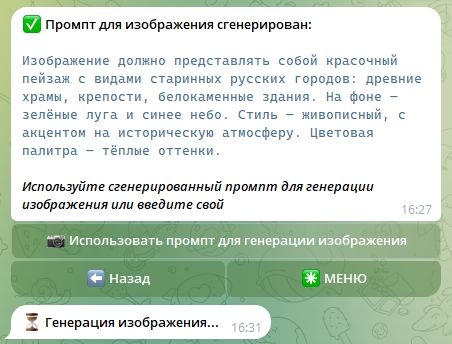 ✅ Промпт для изображения сгенерирован:
Изображение должно представлять собой красочный
пейзаж с видами старинных русских городов: древние
храмы, крепости, белокаменные здания. На фоне —
зелёные луга и синее небо. Стиль — живописный, с
акцентом на историческую атмосферу. Цветовая
палитра — тёплые оттенки.
Используйте сгенерированный промпт для генерации
изображения или введите свой
16:27
📷 Использовать промпт для генерации изображения
⬅️ Назад
✳️ МЕНЮ
⏳ Генерация изображения...
16:31